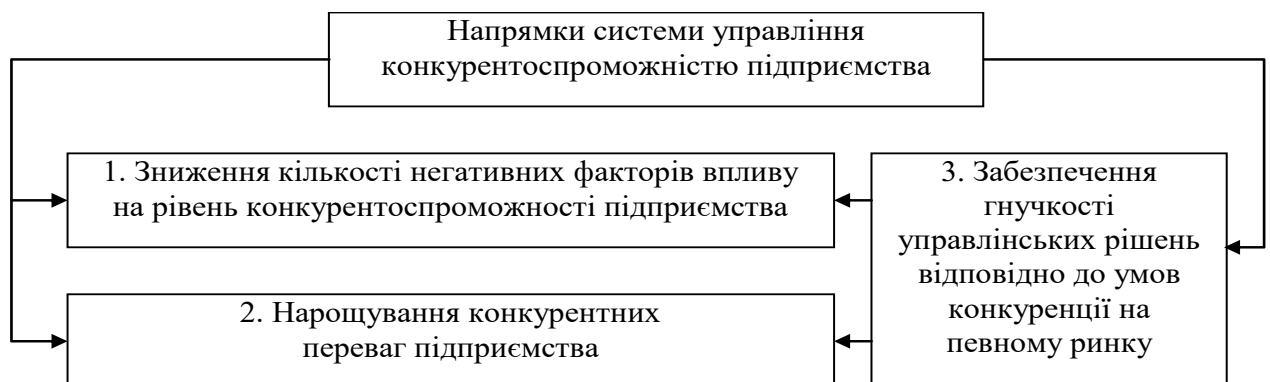 Напрямки системи управління
конкурентоспроможністю підприємства
1. Зниження кількості негативних факторів впливу
на рівень конкурентоспроможності підприємства
2. Нарощування конкурентних
переваг підприємства
3. Забезпечення
гнучкості
управлінських рішень
відповідно до умов
конкуренції на
певному ринку